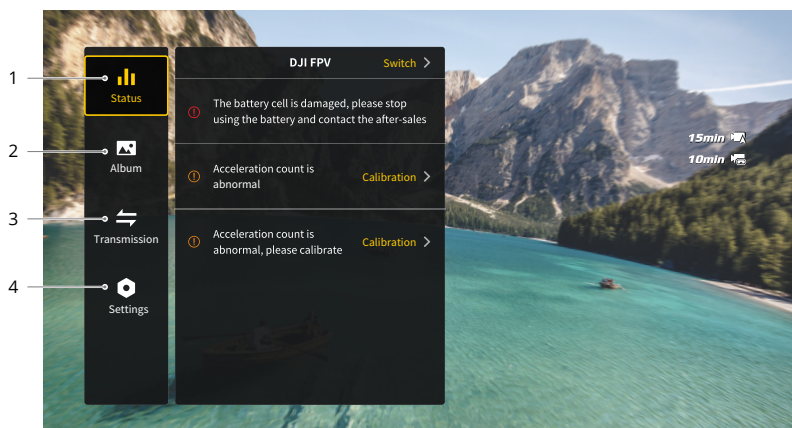 1
Status
2
Album
3
Transmission
4
Settings
DJI FPV
Switch
The battery cell is damaged, please stop
using the battery and contact the after-sales
Acceleration count is
abnormal
Calibration
Acceleration count is
abnormal, please calibrate
Calibration
15min
10min